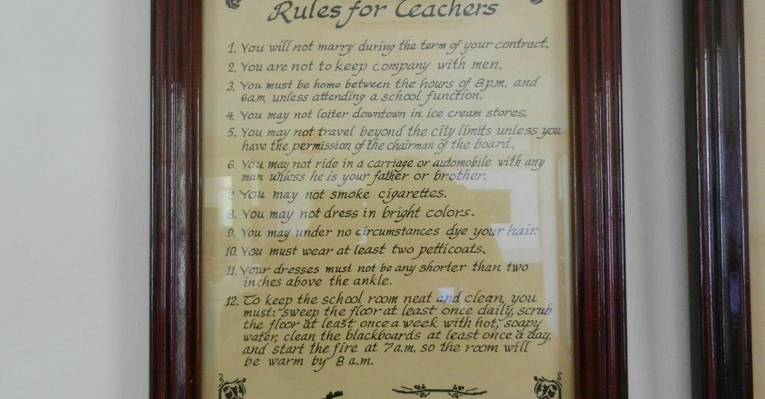 Rules for Teachers
1. You will not marry during the term of your contract.
2. You are not to keep company with men.
3. You must be home between the hours of 8 p.m. and
6 a.m. unless attending a school function.
4. You may not loiter downtown in ice cream stores.
5. You may not travel beyond the city limits unless you
have the permission of the chairman of the board.
6. You may not ride in a carriage or automobile with any
man unless he is your father or brother.
7. You may not smoke cigarettes.
8. You may not dress in bright colors.
9. You may under no circumstances dye your hair.
10. You must wear at least two petticoats.
11. Your dresses must not be any shorter than two
inches above the ankle.
12. To keep the school room neat and clean, you
must: sweep the floor at least once daily, scrub
the floor at least once a week with hot, soapy
water, clean the blackboards at least once a day,
and start the fire at 7 a.m. so the room will
be warm by 8 a.m.